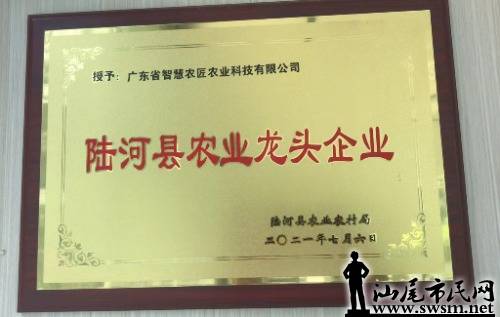 授予：广东省智慧农匠农业科技有限公司
陆河县农业龙头企业
陆河县农业农村局
二〇二一年七月六日
汕尾市民网
www.swsm.net